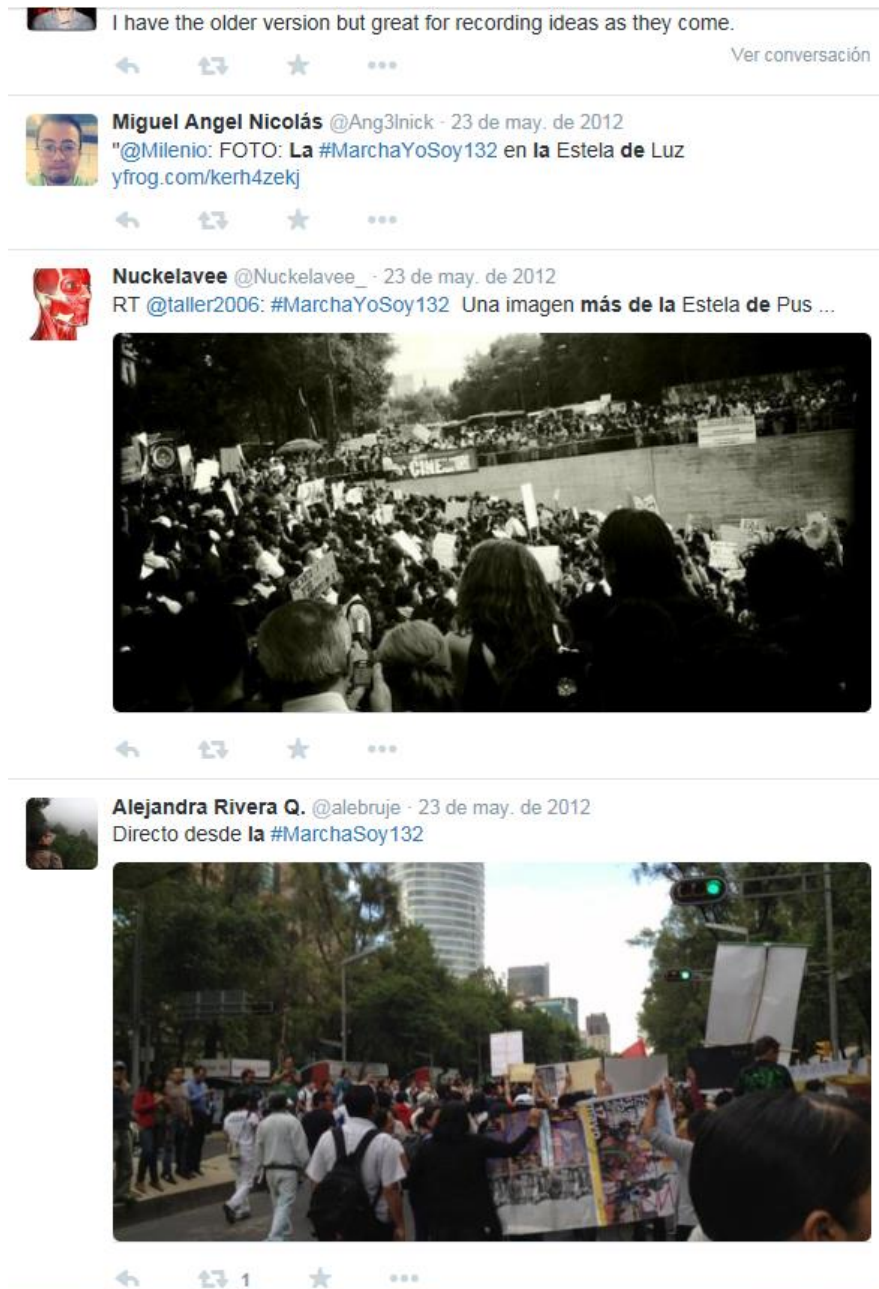 I have the older version but great for recording ideas as they come.
Ver conversación
Miguel Angel Nicolás @Ang3lnick · 23 de may. de 2012
"@Milenio: FOTO: La #MarchaYoSoy132 en la Estela de Luz
yfrog.com/kerh4zekj
Nuckelavee @Nuckelavee_ · 23 de may. de 2012
RT @taller2006: #MarchaYoSoy132 Una imagen más de la Estela de Pus ...
CINE
Alejandra Rivera Q. @alebruje · 23 de may. de 2012
Directo desde la #MarchaSoy132
1